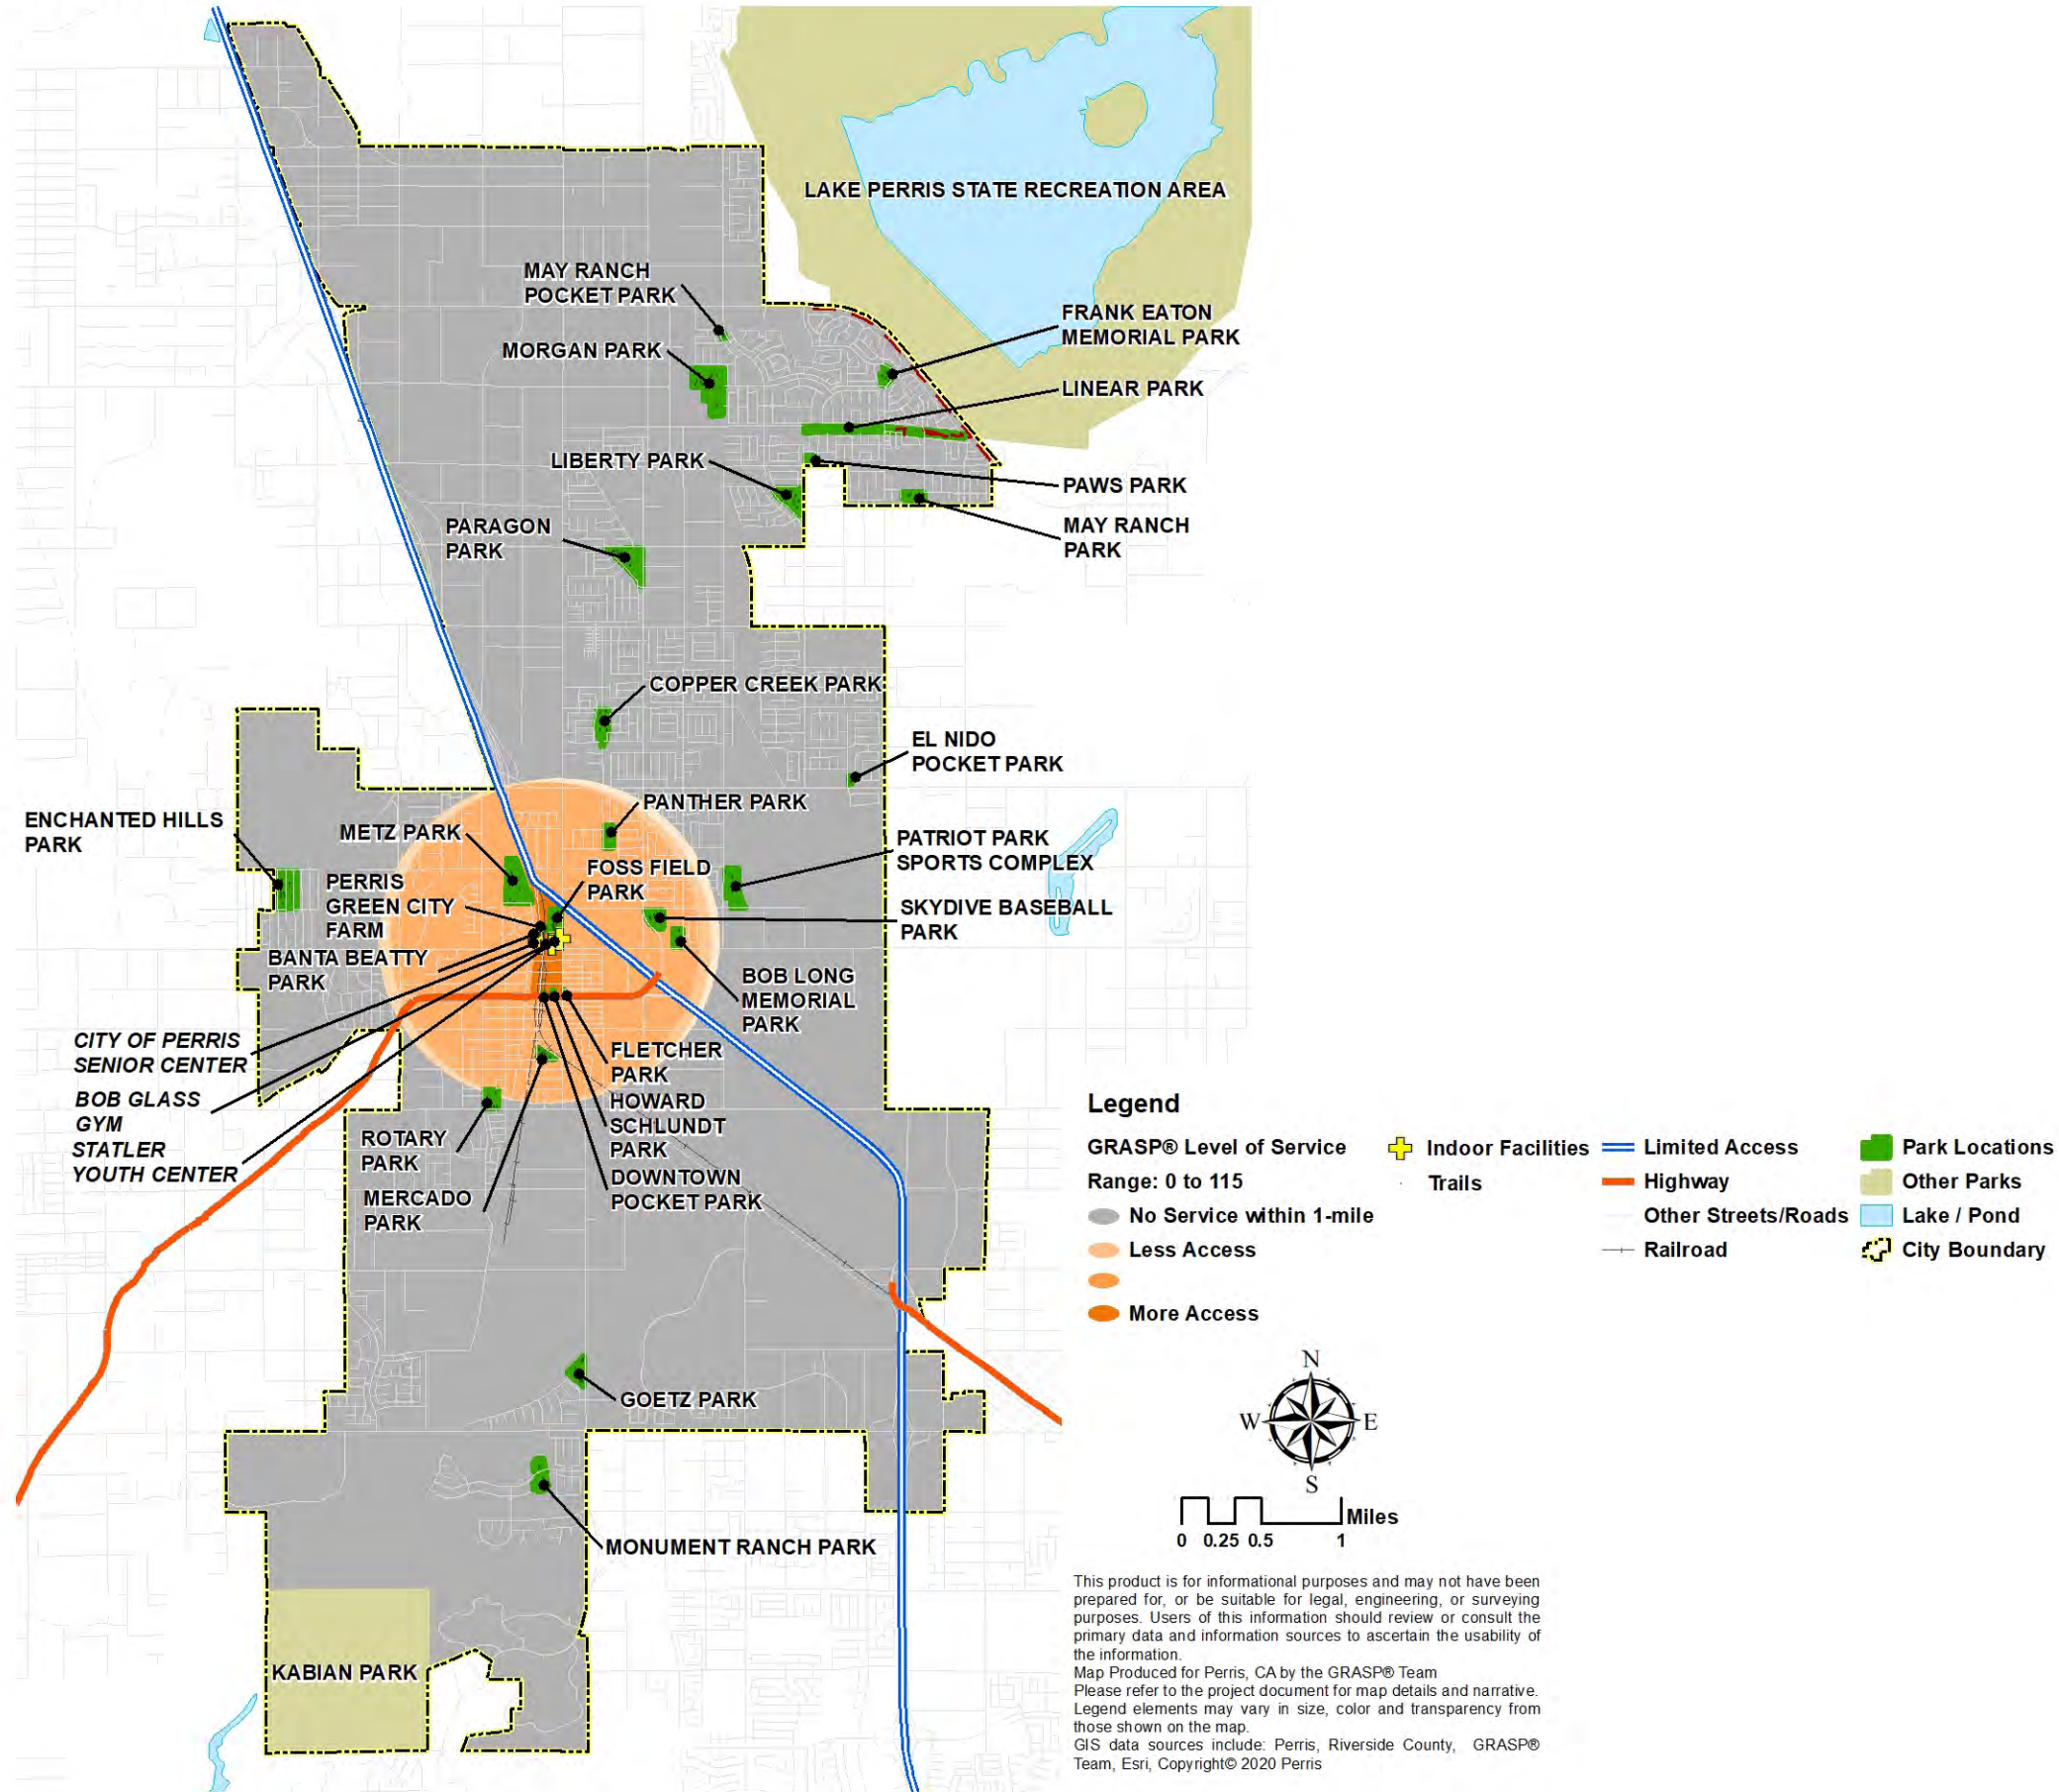 LAKE PERRIS STATE RECREATION AREA
MAY RANCH
POCKET PARK
MORGAN PARK
FRANK EATON
MEMORIAL PARK
LINEAR PARK
LIBERTY PARK
PAWS PARK
MAY RANCH
PARK
PARAGON
PARK
COPPER CREEK PARK
EL NIDO
POCKET PARK
PANTHER PARK
ENCHANTED HILLS
PARK
METZ PARK
PATRIOT PARK
SPORTS COMPLEX
FOSS FIELD
PARK
PERRIS
GREEN CITY
FARM
SKYDIVE BASEBALL
PARK
BANTA BEATTY
PARK
BOB LONG
MEMORIAL
PARK
CITY OF PERRIS
SENIOR CENTER
FLETCHER
PARK
BOB GLASS
GYM
HOWARD
SCHLUNDT
PARK
STATLER
YOUTH CENTER
ROTARY
PARK
DOWNTOWN
POCKET PARK
MERCADO
PARK
GOETZ PARK
MONUMENT RANCH PARK
KABIAN PARK
Legend
GRASP® Level of Service
Range: 0 to 115
No Service within 1-mile
Less Access
More Access
Indoor Facilities
Trails
Limited Access
Highway
Other Streets/Roads
Railroad
Park Locations
Other Parks
Lake / Pond
City Boundary
N
W E
S
Miles
0 0.25 0.5 1
This product is for informational purposes and may not have been
prepared for, or be suitable for legal, engineering, or surveying
purposes. Users of this information should review or consult the
primary data and information sources to ascertain the usability of
the information.
Map Produced for Perris, CA by the GRASP® Team
Please refer to the project document for map details and narrative.
Legend elements may vary in size, color and transparency from
those shown on the map.
GIS data sources include: Perris, Riverside County, GRASP®
Team, Esri, Copyright© 2020 Perris